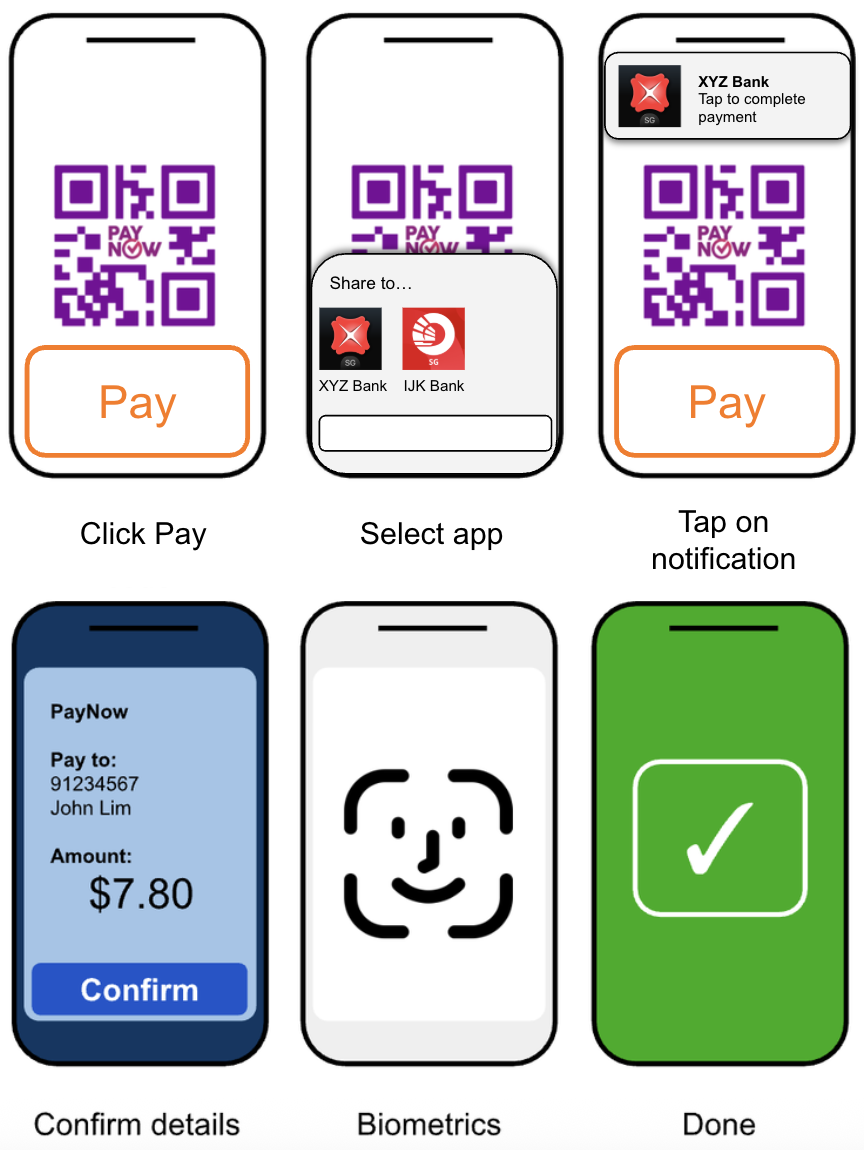 PAY
NOW
Pay
Click Pay
PAY
NOW
Share to…
SG
SG
XYZ Bank
IJK Bank
Select app
SG
XYZ Bank
Tap to complete
payment
PAY
NOW
Pay
Tap on
notification
PayNow
Pay to:
91234567
John Lim
Amount:
$7.80
Confirm
Confirm details
Biometrics
Done